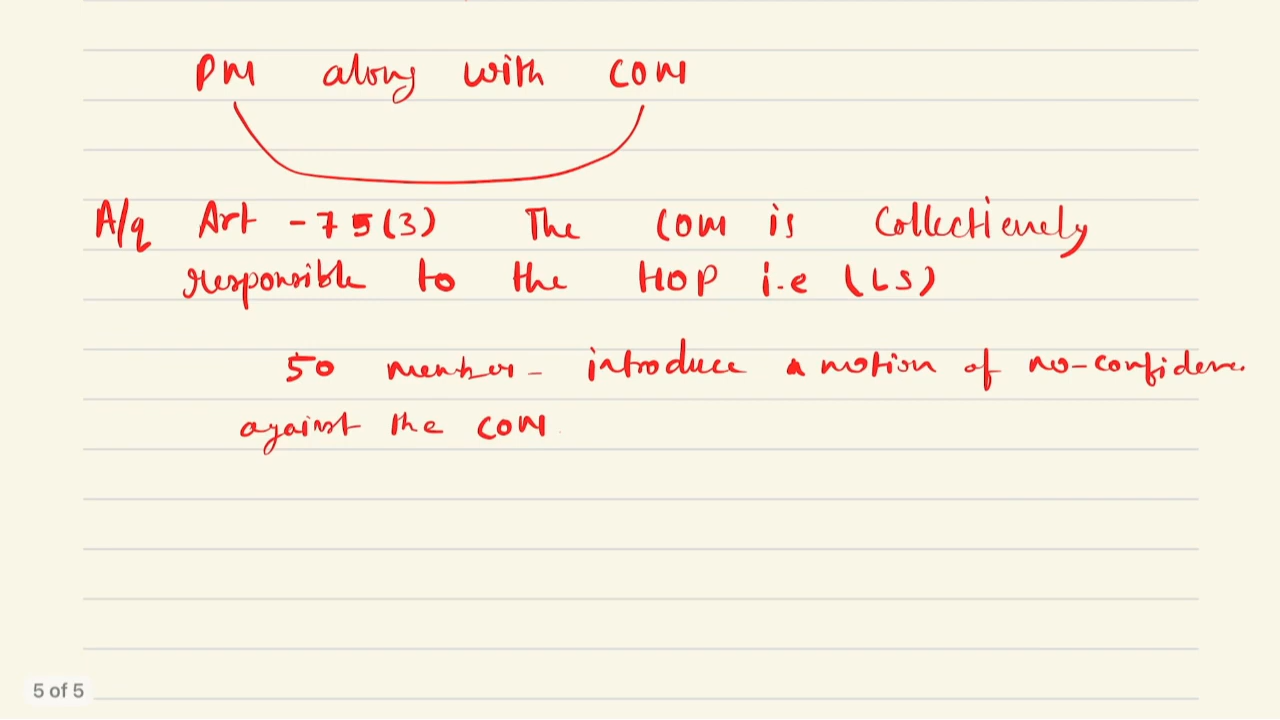 PM along with COM
A/q Art - 75(3) The COM is Collectively
responsible to the HOP i.e (LS)
50 member - introduce a motion of no-confidence
against the COM
5 of 5